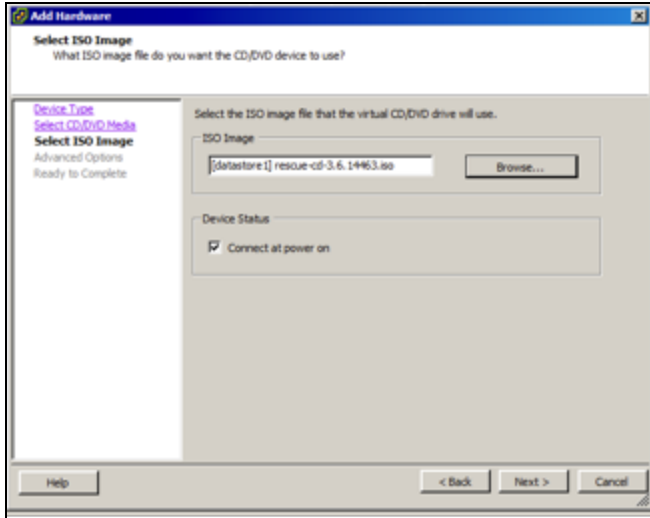 Add Hardware
Select ISO Image
What ISO image file do you want the CD/DVD device to use?
Device Type
Select CD/DVD Media
Select ISO Image
Advanced Options
Ready to Complete
Select the ISO image file that the virtual CD/DVD drive will use.
ISO Image
[datastore1] rescue-cd-3.6.14463.iso
Browse...
Device Status
Connect at power on
Help
< Back
Next >
Cancel